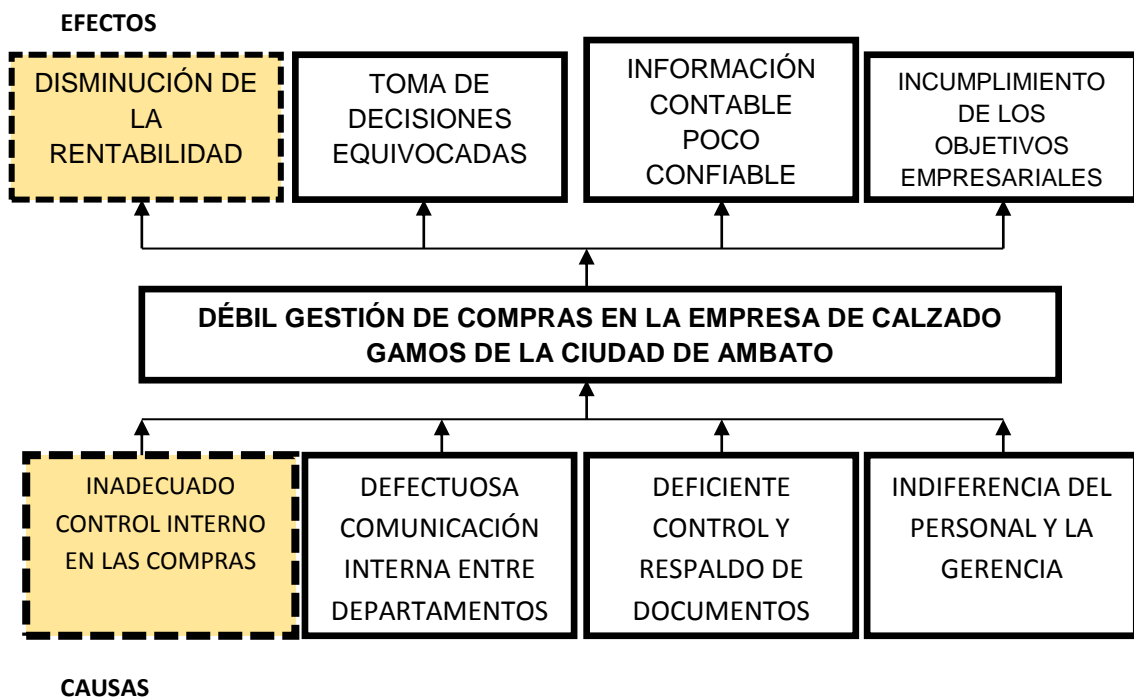 EFECTOS
DISMINUCIÓN DE
LA
RENTABILIDAD
TOMA DE
DECISIONES
EQUIVOCADAS
INFORMACIÓN
CONTABLE
POCO
CONFIABLE
INCUMPLIMIENTO
DE LOS
OBJETIVOS
EMPRESARIALES
DÉBIL GESTIÓN DE COMPRAS EN LA EMPRESA DE CALZADO
GAMOS DE LA CIUDAD DE AMBATO
INADECUADO
CONTROL INTERNO
EN LAS COMPRAS
DEFECTUOSA
COMUNICACIÓN
INTERNA ENTRE
DEPARTAMENTOS
DEFICIENTE
CONTROL Y
RESPALDO DE
DOCUMENTOS
INDIFERENCIA DEL
PERSONAL Y LA
GERENCIA
CAUSAS